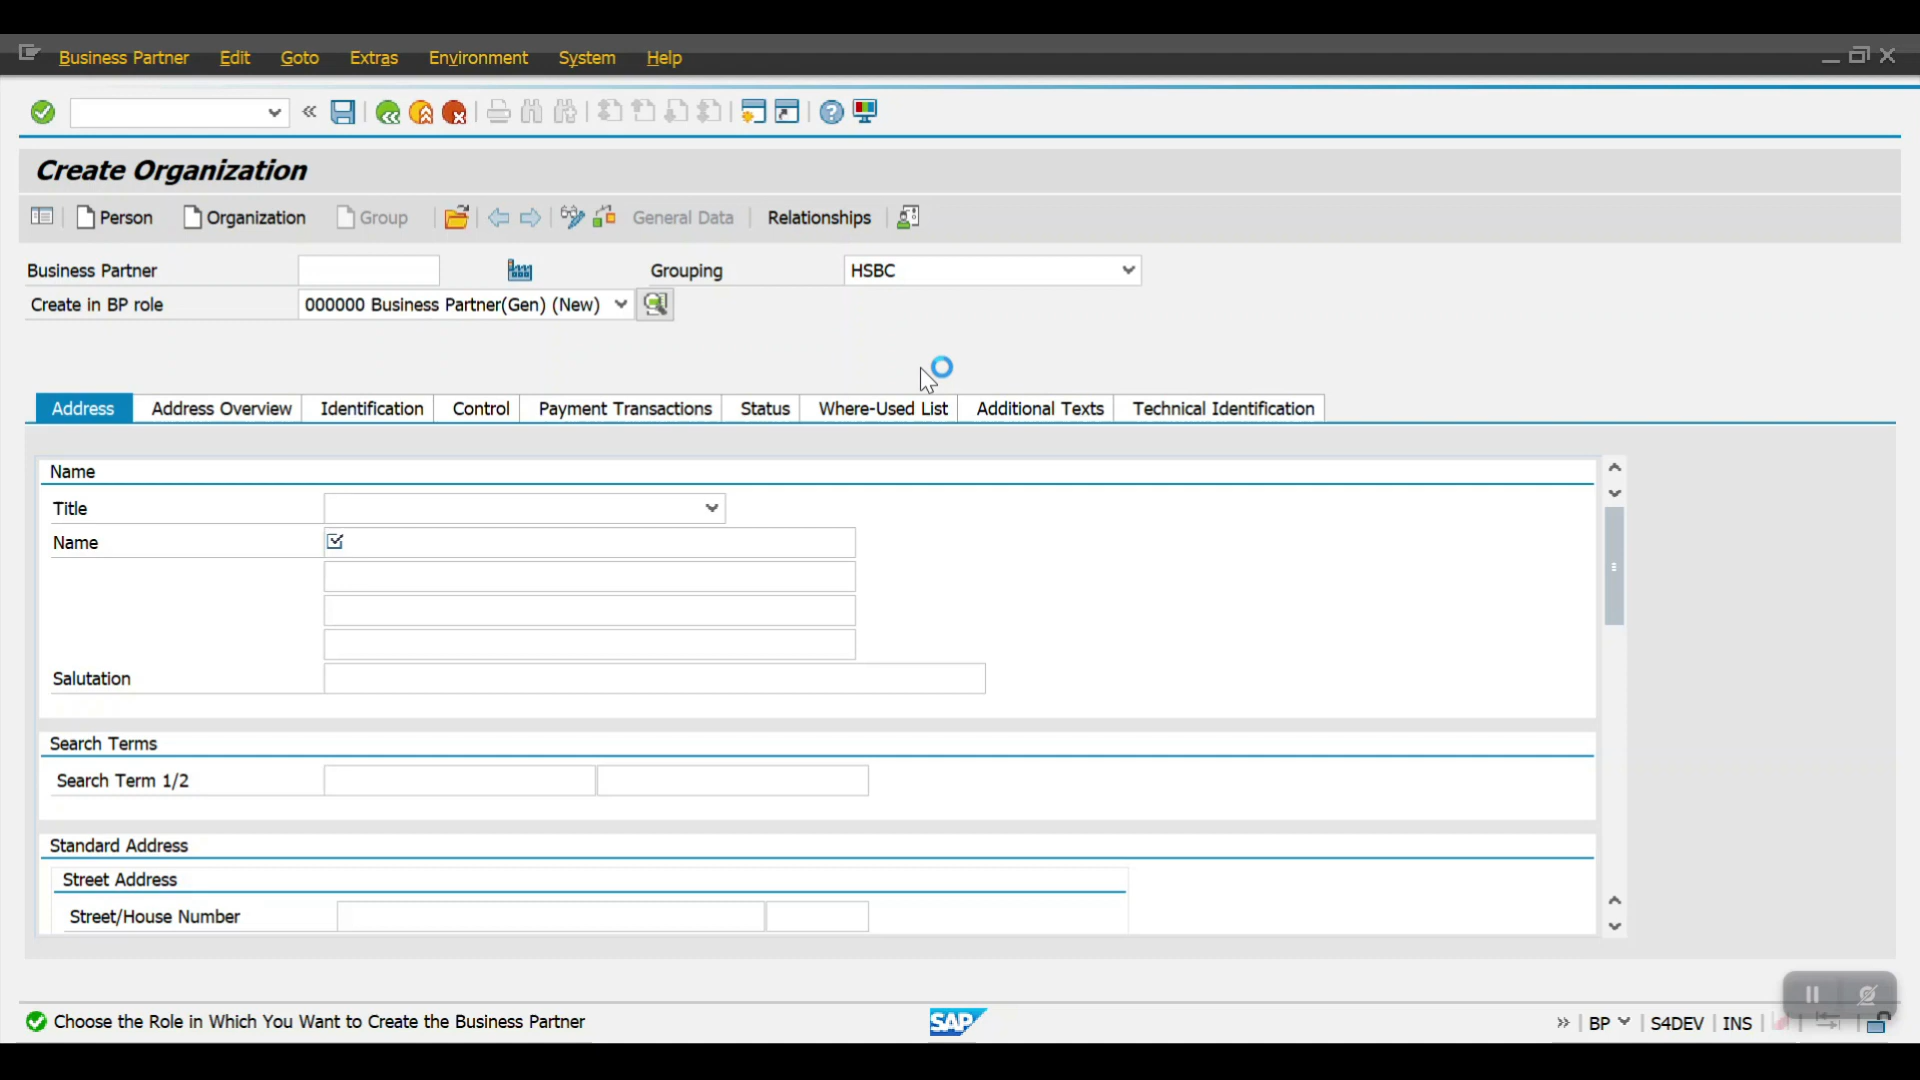 Business Partner Edit Goto Extras Environment System Help
Create Organization
Person Organization Group General Data Relationships
Business Partner Grouping HSBC
Create in BP role 000000 Business Partner(Gen) (New)
Address Address Overview Identification Control Payment Transactions Status Where-Used List Additional Texts Technical Identification
Name
Title
Name
Salutation
Search Terms
Search Term 1/2
Standard Address
Street Address
Street/House Number
Choose the Role in Which You Want to Create the Business Partner SAP BP S4DEV INS